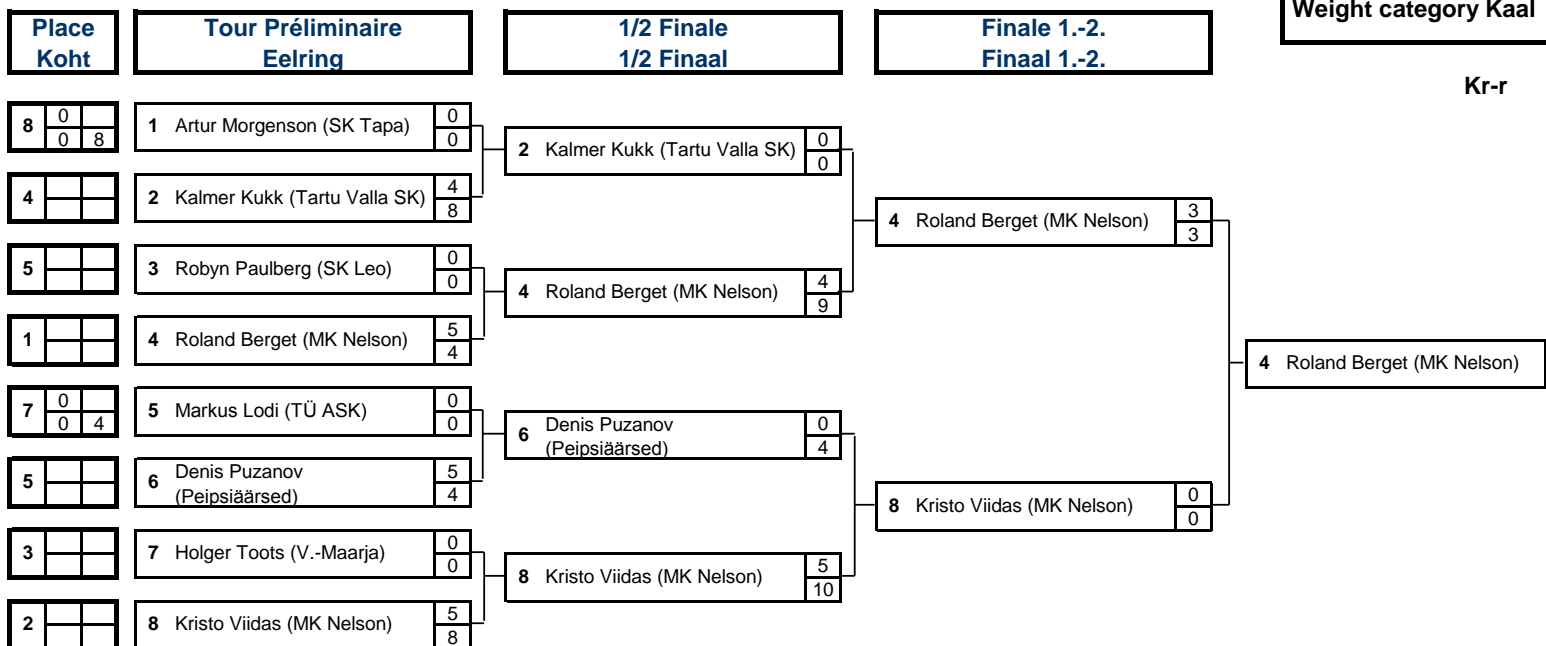 Weight category Kaal
Place
Koht
Tour Préliminaire
Eelring
1/2 Finale
1/2 Finaal
Finale 1.-2.
Finaal 1.-2.
Kr-r
8 0
0 8
1 Artur Morgenson (SK Tapa) 0
0
2 Kalmer Kukk (Tartu Valla SK) 0
0
4
2 Kalmer Kukk (Tartu Valla SK) 4
8
4 Roland Berget (MK Nelson) 3
3
5
3 Robyn Paulberg (SK Leo) 0
0
4 Roland Berget (MK Nelson) 4
9
1
4 Roland Berget (MK Nelson) 5
4
4 Roland Berget (MK Nelson)
7 0
0 4
5 Markus Lodi (TÜ ASK) 0
0
6 Denis Puzanov
(Peipsiäärsed) 0
4
5
6 Denis Puzanov
(Peipsiäärsed) 5
4
8 Kristo Viidas (MK Nelson) 0
0
3
7 Holger Toots (V.-Maarja) 0
0
8 Kristo Viidas (MK Nelson) 5
10
2
8 Kristo Viidas (MK Nelson) 5
8